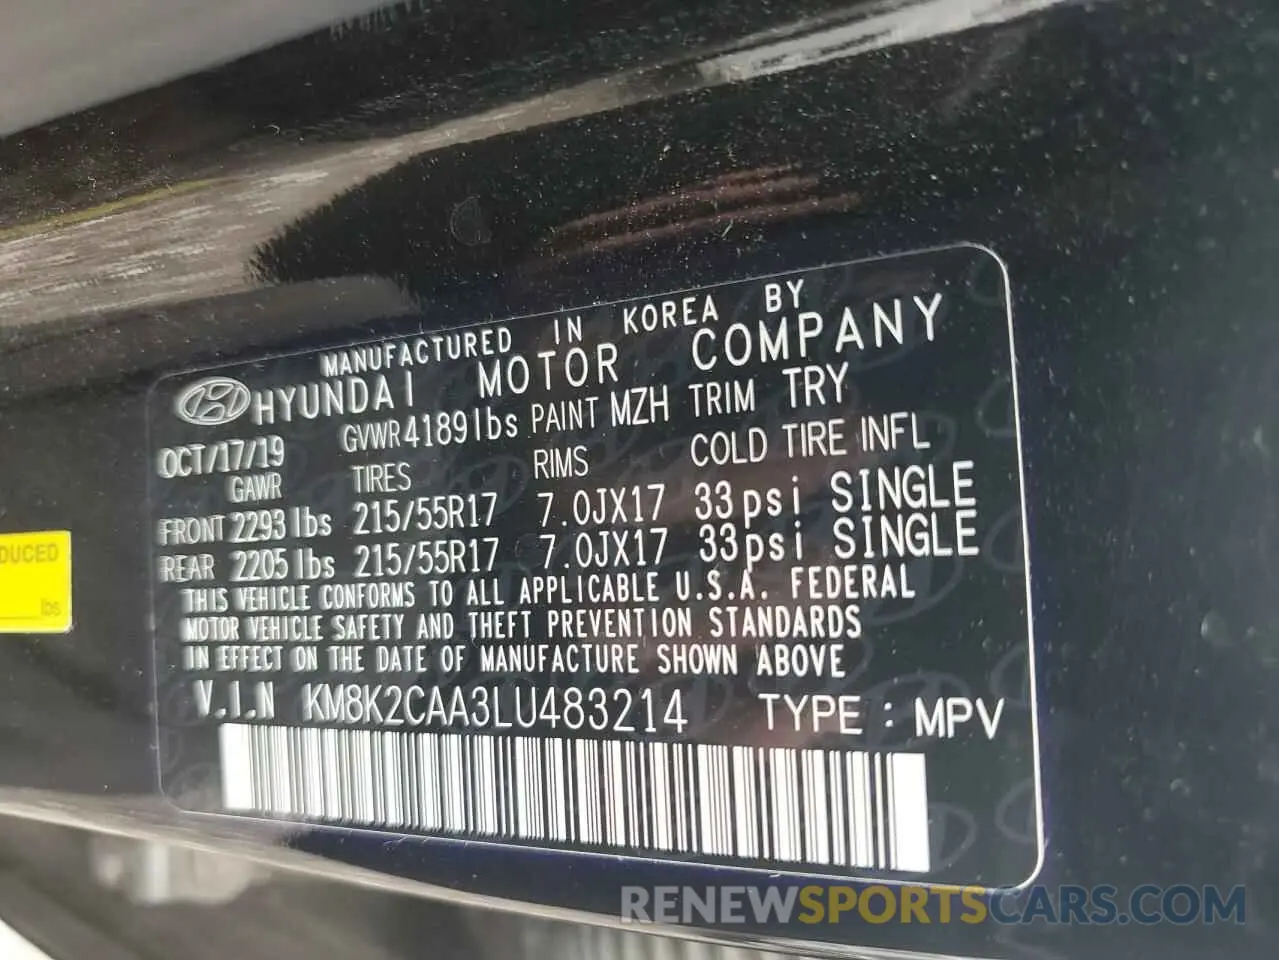 MANUFACTURED IN KOREA BY
HYUNDAI MOTOR COMPANY
OCT/17/19 GVWR 4189lbs PAINT MZH TRIM TRY
GAWR TIRES RIMS COLD TIRE INFL
FRONT 2293lbs 215/55R17 7.0JX17 33psi SINGLE
REAR 2205lbs 215/55R17 7.0JX17 33psi SINGLE
THIS VEHICLE CONFORMS TO ALL APPLICABLE U.S.A. FEDERAL
MOTOR VEHICLE SAFETY AND THEFT PREVENTION STANDARDS
IN EFFECT ON THE DATE OF MANUFACTURE SHOWN ABOVE
V.I.N KM8K2CAA3LU483214 TYPE : MPV
DUCED
lbs
RENEWSPORTSCARS.COM